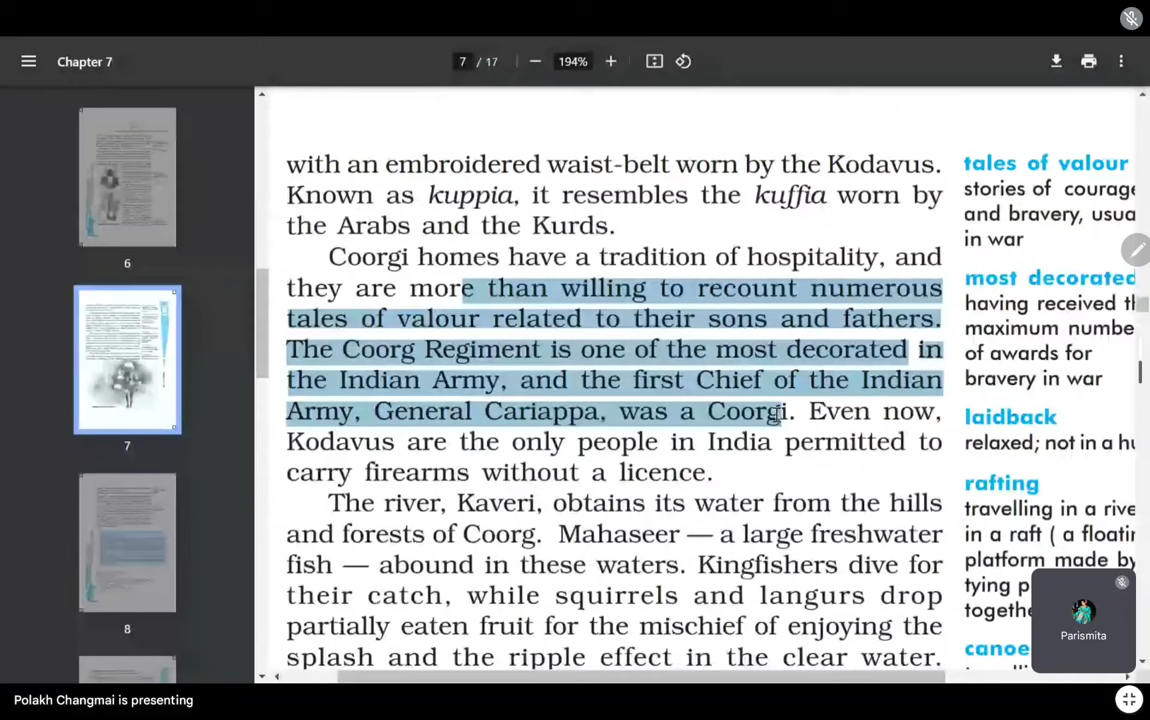 Chapter 7
7 / 17
194%
6
7
8
with an embroidered waist-belt worn by the Kodavus.
Known as kuppia, it resembles the kuffia worn by
the Arabs and the Kurds.
Coorgi homes have a tradition of hospitality, and
they are more than willing to recount numerous
tales of valour related to their sons and fathers.
The Coorg Regiment is one of the most decorated in
the Indian Army, and the first Chief of the Indian
Army, General Cariappa, was a Coorgi. Even now,
Kodavus are the only people in India permitted to
carry firearms without a licence.
The river, Kaveri, obtains its water from the hills
and forests of Coorg. Mahaseer — a large freshwater
fish — abound in these waters. Kingfishers dive for
their catch, while squirrels and langurs drop
partially eaten fruit for the mischief of enjoying the
splash and the ripple effect in the clear water.
tales of valour
stories of courage
and bravery, usua
in war
most decorated
having received th
maximum numbe
of awards for
bravery in war
laidback
relaxed; not in a hu
rafting
travelling in a rive
in a raft ( a floatin
platform made by
tying p
togethe
canoe
Parismita
Polakh Changmai is presenting